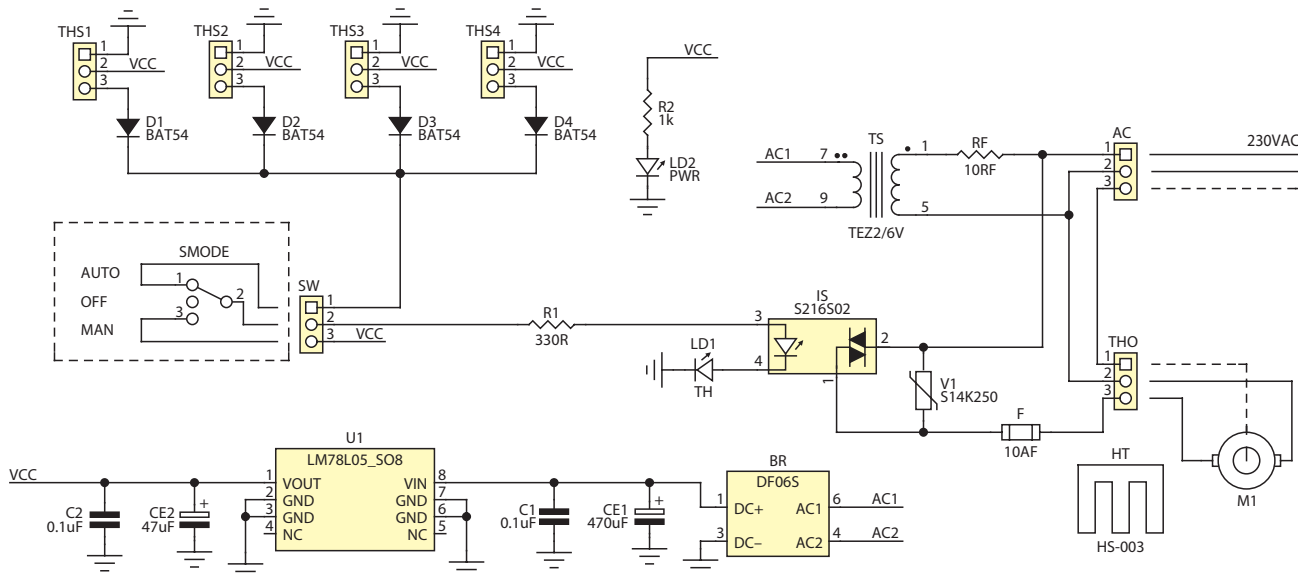 THS1
1
2
3
VCC
D1
BAT54
THS2
1
2
3
VCC
D2
BAT54
THS3
1
2
3
VCC
D3
BAT54
THS4
1
2
3
VCC
D4
BAT54
VCC
R2
1k
LD2
PWR
AC1
AC2
7
9
TS
1
5
TEZ2/6V
RF
10RF
AC
1
2
3
230VAC
SMODE
AUTO
OFF
MAN
1
2
3
SW
1
2
3
VCC
R1
330R
IS
S216S02
3
4
2
1
LD1
TH
V1
S14K250
F
10AF
THO
1
2
3
M1
HT
HS-003
VCC
C2
0.1uF
CE2
47uF
+
U1
LM78L05_SO8
1 VOUT
2 GND
3 GND
4 NC
VIN 8
GND 7
GND 6
NC 5
C1
0.1uF
CE1
470uF
+
BR
DF06S
1 DC+
3 DC–
AC1 6 AC1
AC2 4 AC2